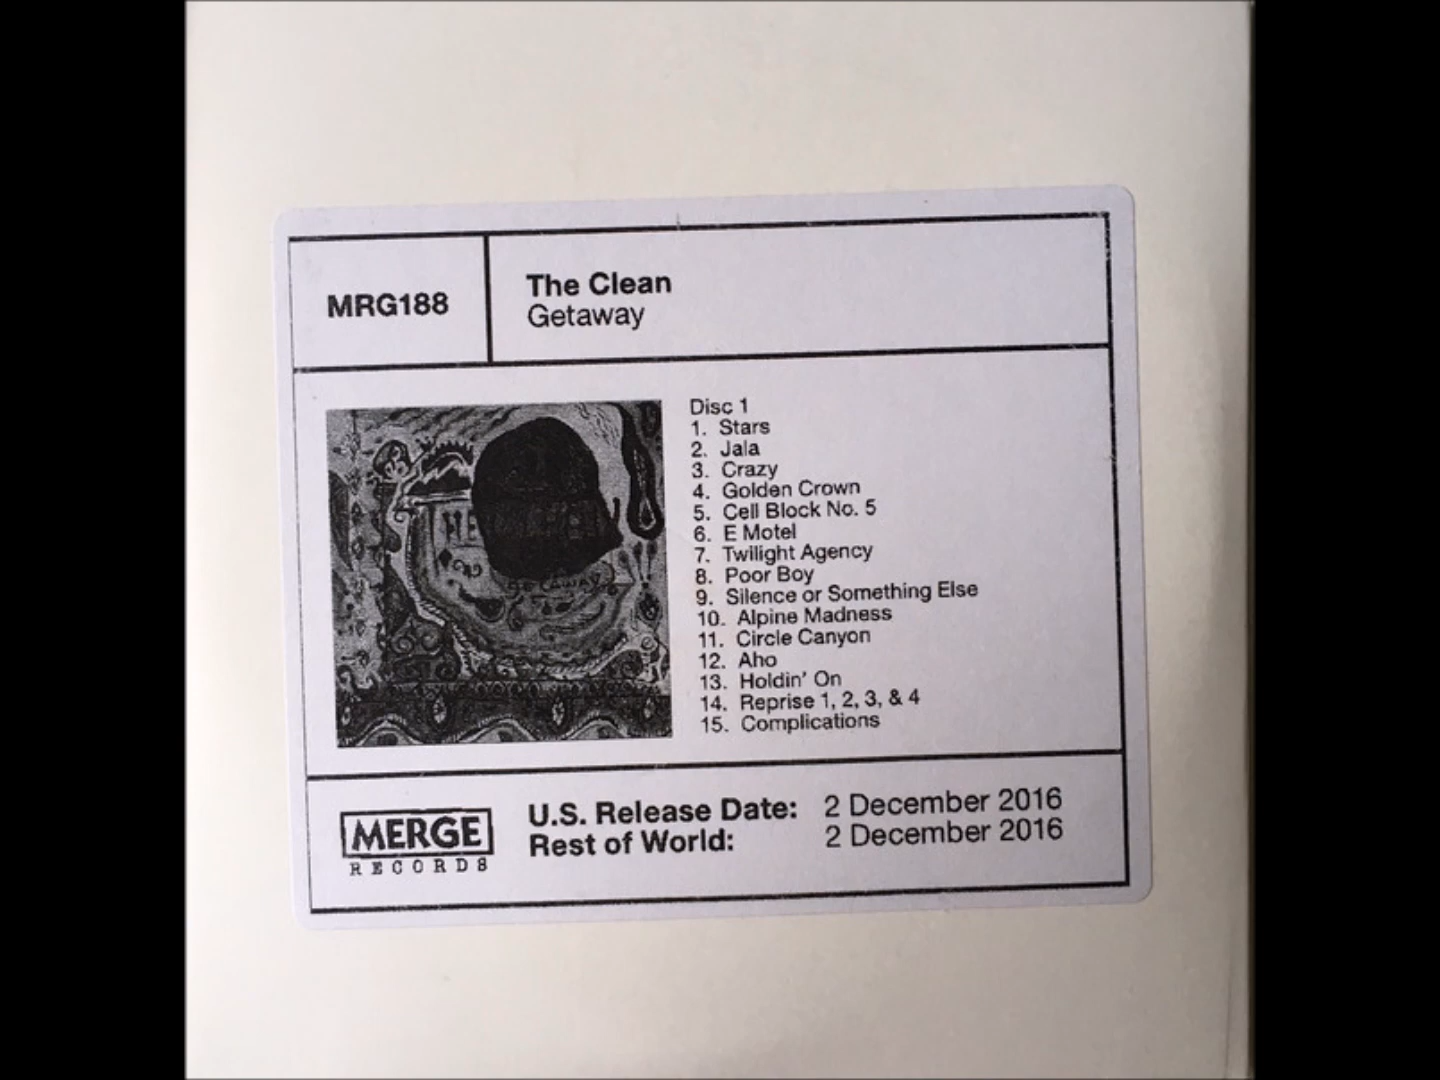 MRG188
The Clean
Getaway
Disc 1
1. Stars
2. Jala
3. Crazy
4. Golden Crown
5. Cell Block No. 5
6. E Motel
7. Twilight Agency
8. Poor Boy
9. Silence or Something Else
10. Alpine Madness
11. Circle Canyon
12. Aho
13. Holdin' On
14. Reprise 1, 2, 3, & 4
15. Complications
GETAWAY
MERGE
RECORDS
U.S. Release Date: 2 December 2016
Rest of World: 2 December 2016